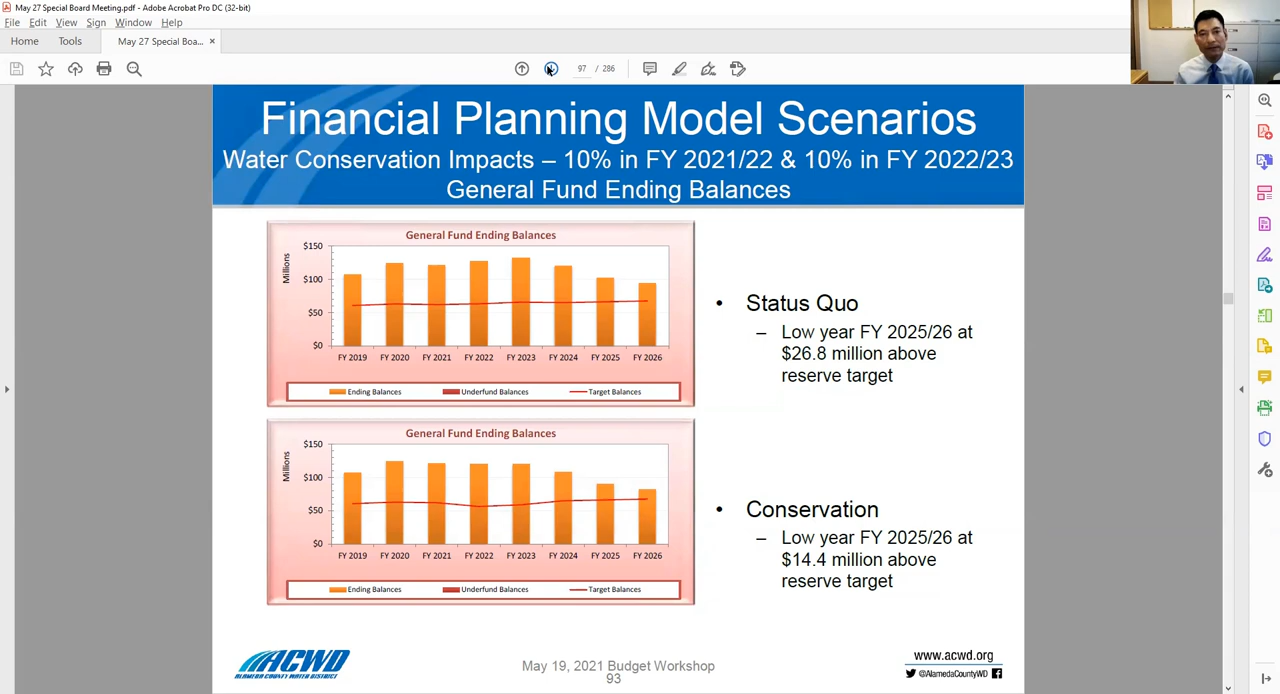 May 27 Special Board Meeting.pdf - Adobe Acrobat Pro DC (32-bit)
File Edit View Sign Window Help
Home Tools May 27 Special Boa... ×
97 / 286
Financial Planning Model Scenarios
Water Conservation Impacts – 10% in FY 2021/22 & 10% in FY 2022/23
General Fund Ending Balances
General Fund Ending Balances
Millions
$150
$100
$50
$0
FY 2019 FY 2020 FY 2021 FY 2022 FY 2023 FY 2024 FY 2025 FY 2026
Ending Balances Underfund Balances Target Balances
• Status Quo
– Low year FY 2025/26 at
$26.8 million above
reserve target
General Fund Ending Balances
Millions
$150
$100
$50
$0
FY 2019 FY 2020 FY 2021 FY 2022 FY 2023 FY 2024 FY 2025 FY 2026
Ending Balances Underfund Balances Target Balances
• Conservation
– Low year FY 2025/26 at
$14.4 million above
reserve target
ACWD
ALAMEDA COUNTY WATER DISTRICT
May 19, 2021 Budget Workshop
93
www.acwd.org
@AlamedaCountyWD